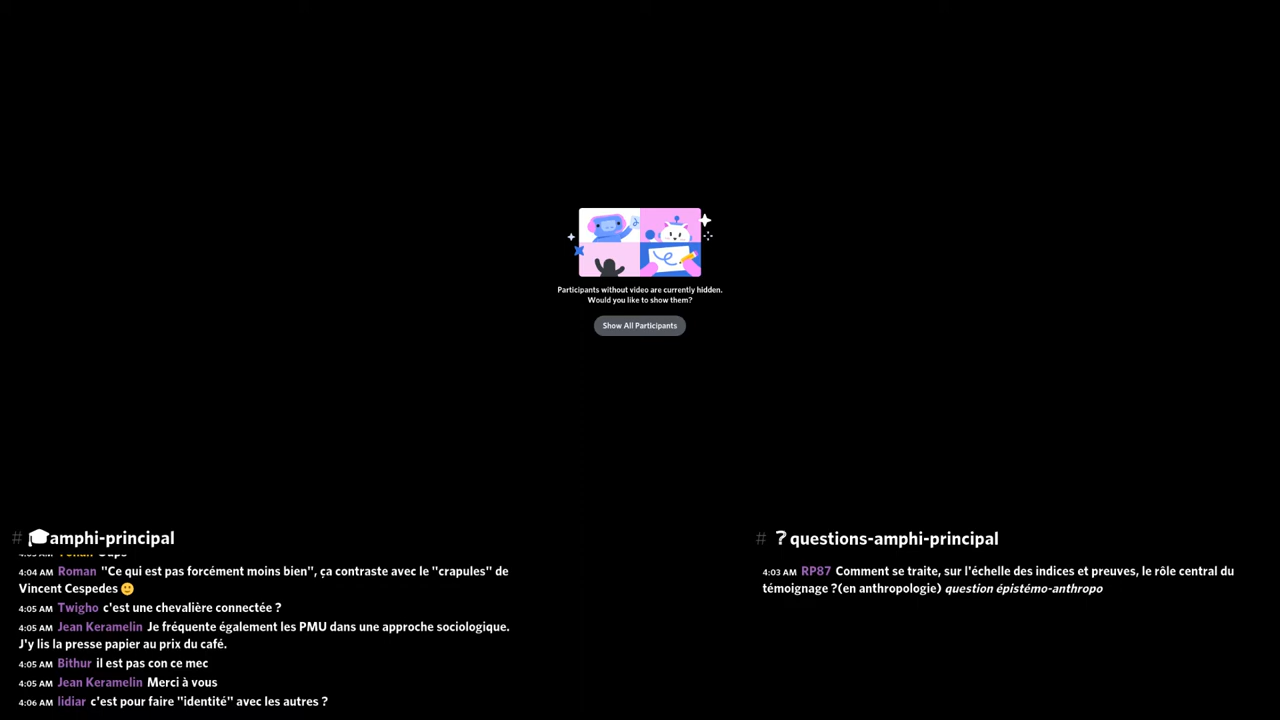 Participants without video are currently hidden.
Would you like to show them?
Show All Participants
# 🎓amphi-principal
4:04 AM Roman "Ce qui est pas forcément moins bien", ça contraste avec le "crapules" de
Vincent Cespedes 🙂
4:05 AM Twigho c'est une chevalière connectée ?
4:05 AM Jean Keramelin Je fréquente également les PMU dans une approche sociologique.
J'y lis la presse papier au prix du café.
4:05 AM Bithur il est pas con ce mec
4:05 AM Jean Keramelin Merci à vous
4:06 AM lidiar c'est pour faire "identité" avec les autres ?
# ❔questions-amphi-principal
4:03 AM RP87 Comment se traite, sur l'échelle des indices et preuves, le rôle central du
témoignage ?(en anthropologie) question épistémo-anthropo